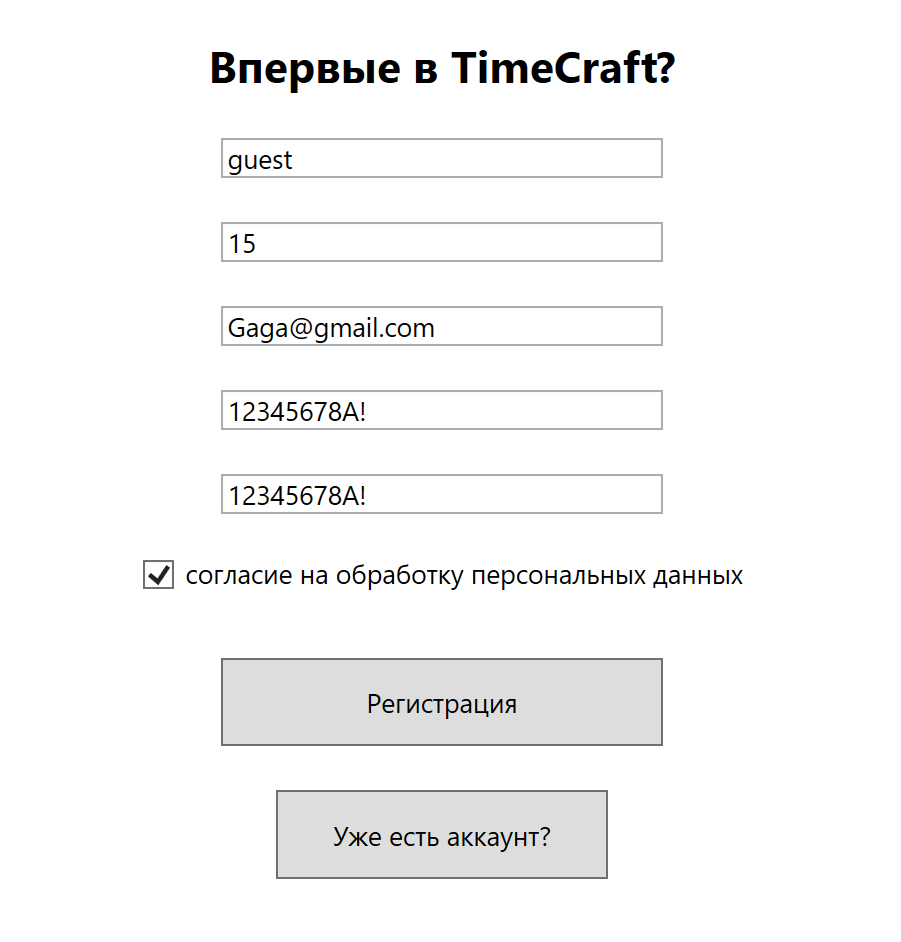 Впервые в TimeCraft?
guest
15
Gaga@gmail.com
12345678A!
12345678A!
согласие на обработку персональных данных
Регистрация
Уже есть аккаунт?